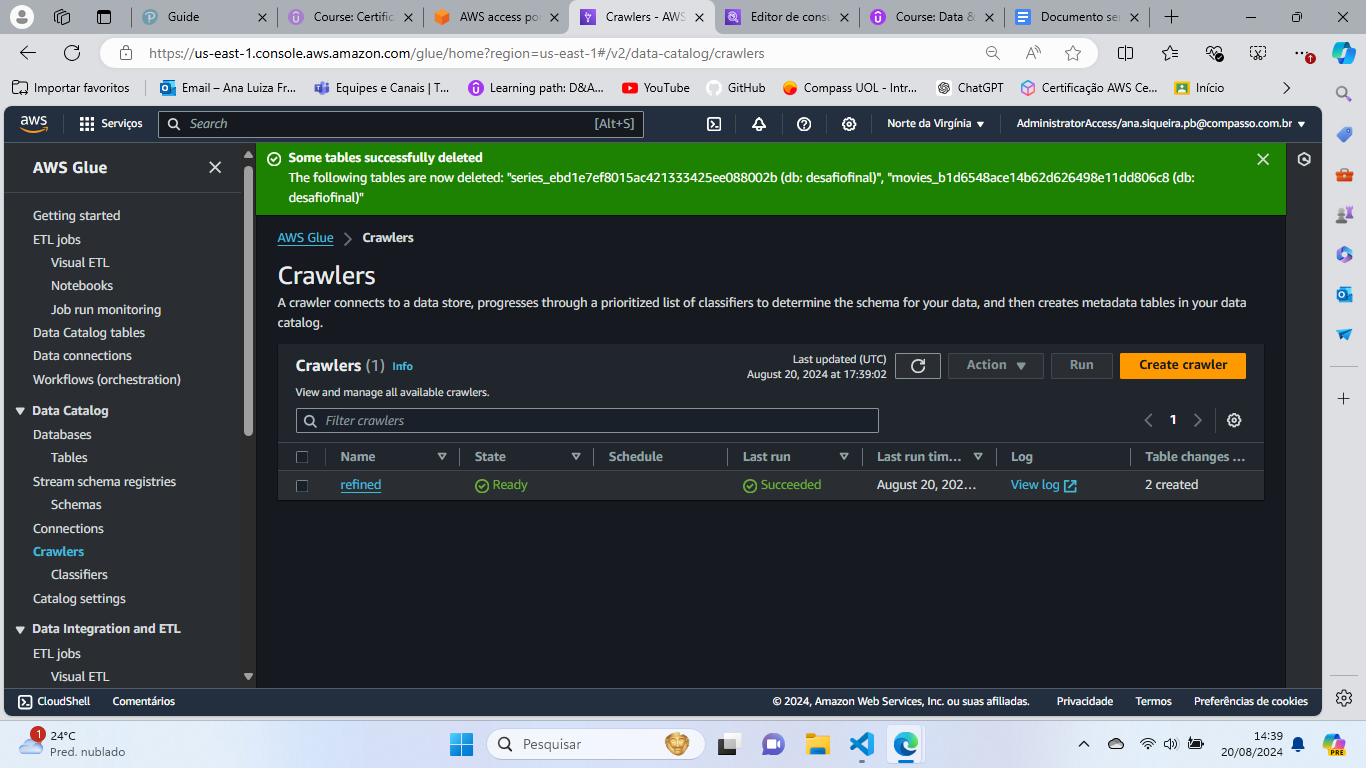 Guide
Course: Certific
AWS access po
Crawlers - AWS
Editor de consu
Course: Data &
Documento se
https://us-east-1.console.aws.amazon.com/glue/home?region=us-east-1#/v2/data-catalog/crawlers
Importar favoritos
Email – Ana Luiza Fr...
Equipes e Canais | T...
Learning path: D&A...
YouTube
GitHub
Compass UOL - Intr...
ChatGPT
Certificação AWS Ce...
Início
aws
Serviços
Search
[Alt+S]
Norte da Virgínia
AdministratorAccess/ana.siqueira.pb@compasso.com.br
AWS Glue
Getting started
ETL jobs
Visual ETL
Notebooks
Job run monitoring
Data Catalog tables
Data connections
Workflows (orchestration)
Data Catalog
Databases
Tables
Stream schema registries
Schemas
Connections
Crawlers
Classifiers
Catalog settings
Data Integration and ETL
ETL jobs
Visual ETL
Some tables successfully deleted
The following tables are now deleted: "series_ebd1e7ef8015ac421333425ee088002b (db: desafiofinal)", "movies_b1d6548ace14b62d626498e11dd806c8 (db:
desafiofinal)"
AWS Glue
Crawlers
Crawlers
A crawler connects to a data store, progresses through a prioritized list of classifiers to determine the schema for your data, and then creates metadata tables in your data
catalog.
Crawlers (1) Info
View and manage all available crawlers.
Last updated (UTC)
August 20, 2024 at 17:39:02
Action
Run
Create crawler
Filter crawlers
1
Name State Schedule Last run Last run tim... Log Table changes ...
refined Ready Succeeded August 20, 202... View log 2 created
CloudShell
Comentários
© 2024, Amazon Web Services, Inc. ou suas afiliadas.
Privacidade
Termos
Preferências de cookies
1
24°C
Pred. nublado
Pesquisar
14:39
20/08/2024
PRE